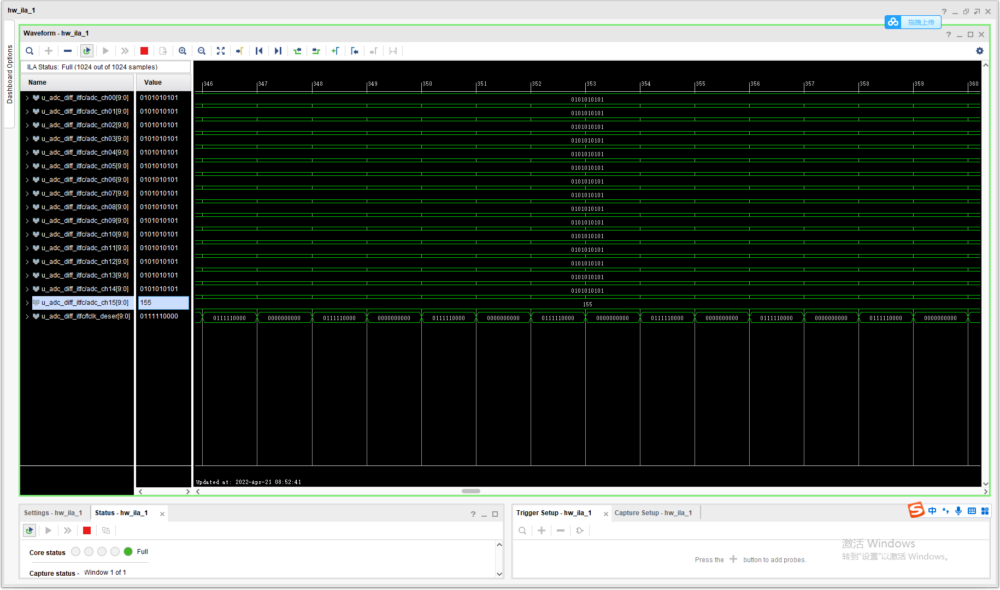 hw_ila_1
拖拽上传
Dashboard Options
Waveform - hw_ila_1
ILA Status: Full (1024 out of 1024 samples)
Name Value
346 347 348 349 350 351 352 353 354 355 356 357 358 359 360
u_adc_diff_itfc/adc_ch00[9:0] 0101010101 0101010101
u_adc_diff_itfc/adc_ch01[9:0] 0101010101 0101010101
u_adc_diff_itfc/adc_ch02[9:0] 0101010101 0101010101
u_adc_diff_itfc/adc_ch03[9:0] 0101010101 0101010101
u_adc_diff_itfc/adc_ch04[9:0] 0101010101 0101010101
u_adc_diff_itfc/adc_ch05[9:0] 0101010101 0101010101
u_adc_diff_itfc/adc_ch06[9:0] 0101010101 0101010101
u_adc_diff_itfc/adc_ch07[9:0] 0101010101 0101010101
u_adc_diff_itfc/adc_ch08[9:0] 0101010101 0101010101
u_adc_diff_itfc/adc_ch09[9:0] 0101010101 0101010101
u_adc_diff_itfc/adc_ch10[9:0] 0101010101 0101010101
u_adc_diff_itfc/adc_ch11[9:0] 0101010101 0101010101
u_adc_diff_itfc/adc_ch12[9:0] 0101010101 0101010101
u_adc_diff_itfc/adc_ch13[9:0] 0101010101 0101010101
u_adc_diff_itfc/adc_ch14[9:0] 0101010101 0101010101
u_adc_diff_itfc/adc_ch15[9:0] 155 155
u_adc_diff_itfc/fclk_deser[9:0] 0111110000 0111110000 0000000000 0111110000 0000000000 0111110000 0000000000 0111110000 0000000000 0111110000 0000000000 0111110000 0000000000 0111110000 0000000000
Updated at: 2022-Apr-21 08:52:41
Settings - hw_ila_1 Status - hw_ila_1
Core status Full
Capture status - Window 1 of 1
Trigger Setup - hw_ila_1 Capture Setup - hw_ila_1
中
Press the + button to add probes.
激活 Windows
转到“设置”以激活 Windows。